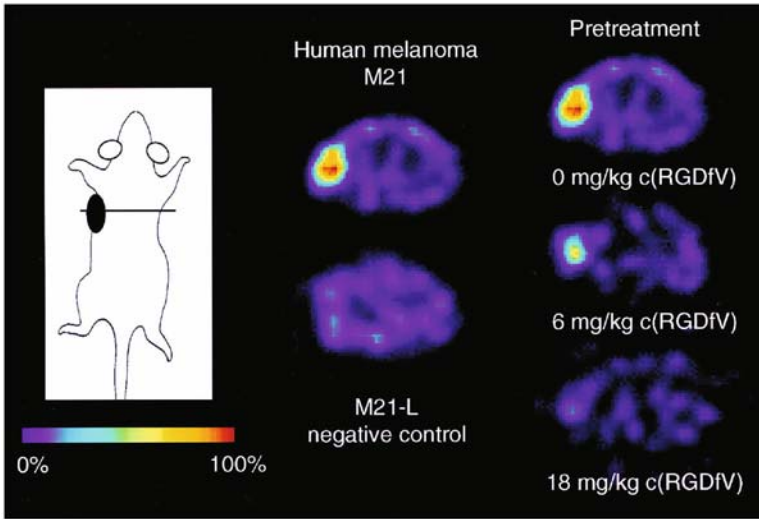 Human melanoma
M21
M21-L
negative control
Pretreatment
0 mg/kg c(RGDfV)
6 mg/kg c(RGDfV)
18 mg/kg c(RGDfV)
0% 100%